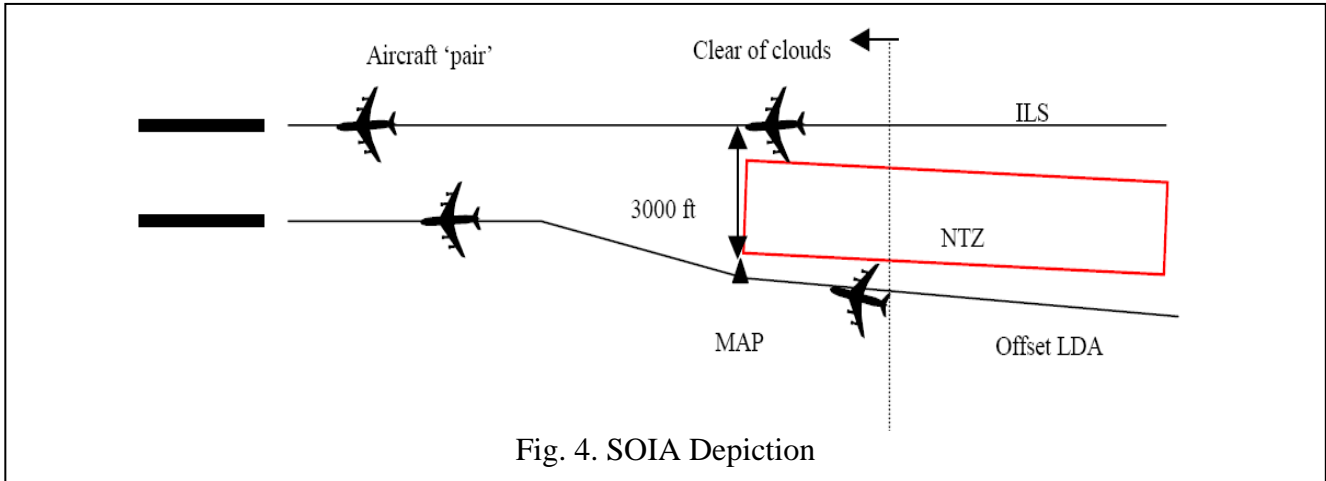 Aircraft ‘pair’
Clear of clouds
ILS
3000 ft
NTZ
MAP
Offset LDA
Fig. 4. SOIA Depiction